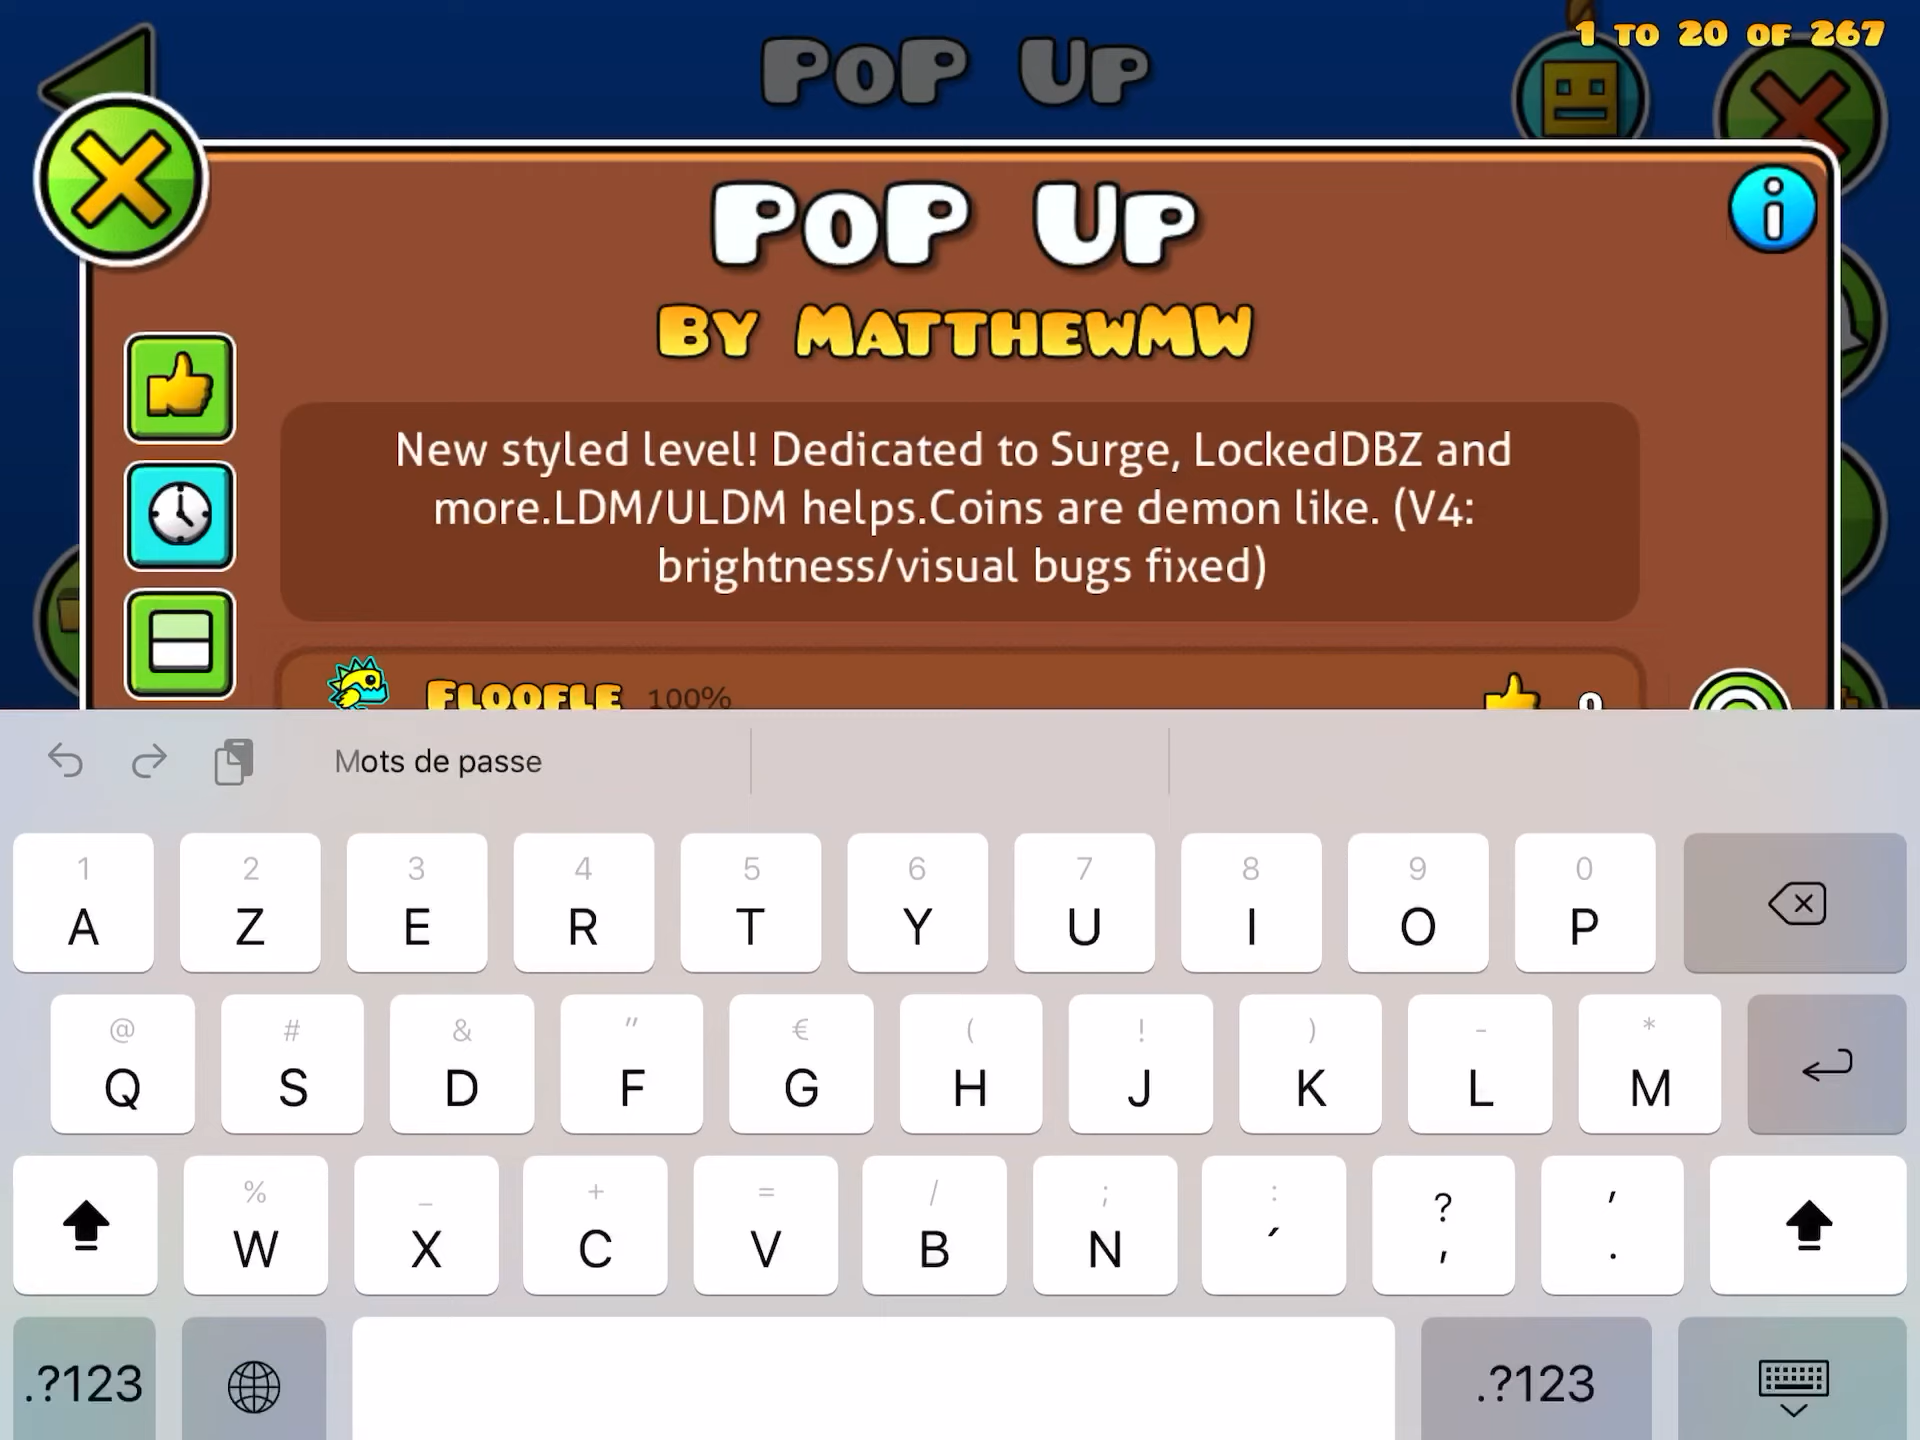 PoP Up
1 to 20 of 267
PoP Up
By MatthewMW
New styled level! Dedicated to Surge, LockedDBZ and
more.LDM/ULDM helps.Coins are demon like. (V4:
brightness/visual bugs fixed)
Floofle 100%
Mots de passe
1 2 3 4 5 6 7 8 9 0
A Z E R T Y U I O P
@ # & " € ( ! ) - *
Q S D F G H J K L M
% _ + = / ; : ? '
W X C V B N ´ , .
.?123 .?123